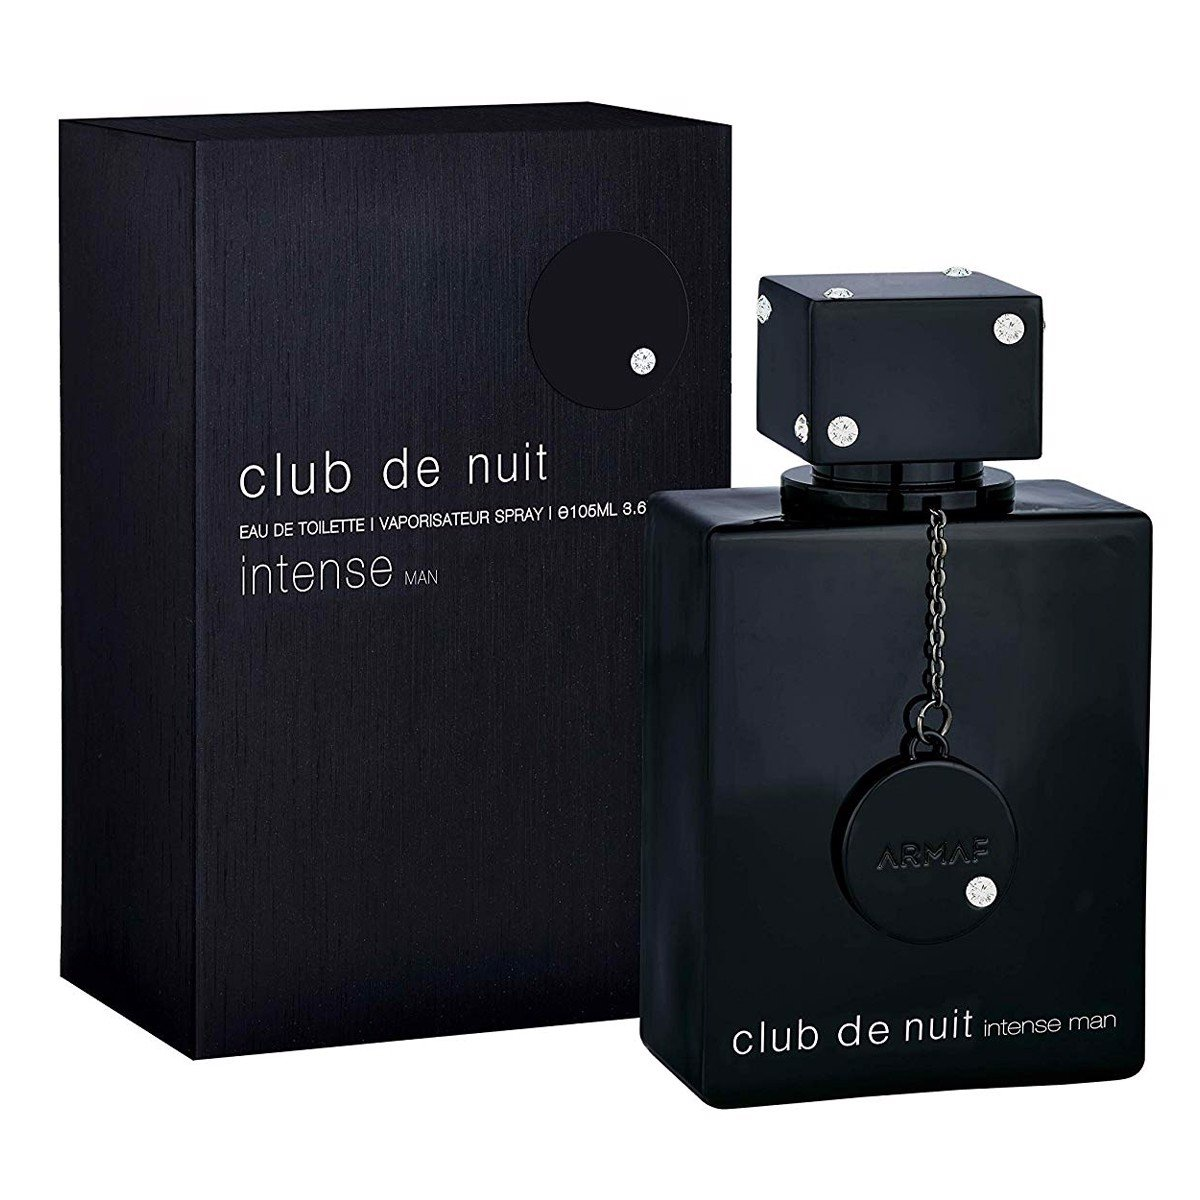 club de nuit
EAU DE TOILETTE | VAPORISATEUR SPRAY | ℮105ML 3.6
intense MAN
ARMAF
club de nuit intense man